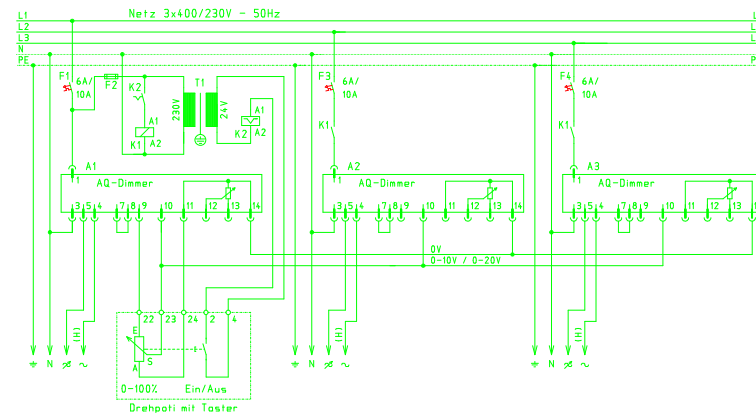 L1
Netz 3x400/230V - 50Hz
L
L2
L
L3
L
N
PE
P
F1
6A/
10A
F2
K2
A1
K1
A2
230V
T1
24V
A1
K2
A2
F3
6A/
10A
K1
F4
6A/
10A
K1
A1
AQ-Dimmer
1
3 5 4 7 8 9 10 11 12 13 14
A2
AQ-Dimmer
1
3 5 4 7 8 9 10 11 12 13 14
A3
AQ-Dimmer
1
3 5 4 7 8 9 10 11 12 13 1
0V
0-10V / 0-20V
22 23 24 2 4
E
S
A
0-100% Ein/Aus
Drehpoti mit Taster
N (H)
N (H)
N (H)